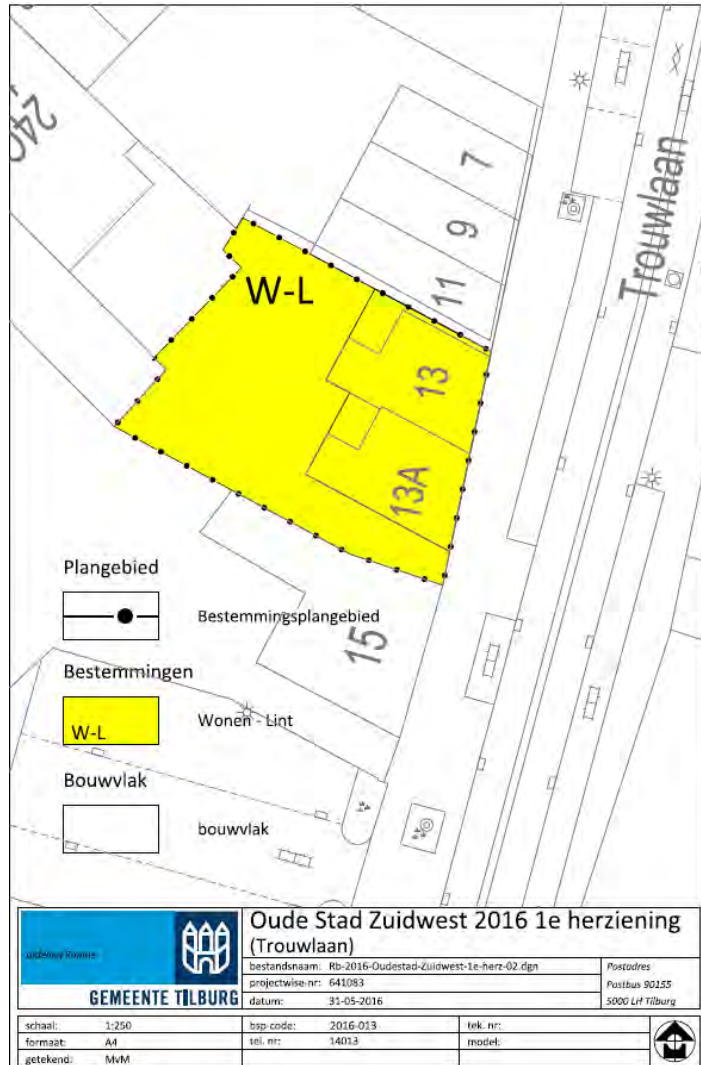 240
7
9
11
13
13A
15
Trouwlaan
W-L
Plangebied
Bestemmingsplangebied
Bestemmingen
W-L
Wonen - Lint
Bouwvlak
bouwvlak
Oude Stad Zuidwest 2016 1e herziening
(Trouwlaan)
GEMEENTE TILBURG
bestandsnaam: Rb-2016-Oudestad-Zuidwest-1e-herz-02.dgn
projectwise-nr: 641083
datum: 31-05-2016
Postadres
Postbus 90155
5000 LH Tilburg
schaal: 1:250 bsp-code: 2016-013 tek. nr:
formaat: A4 tel. nr: 14013 model:
getekend: MvM